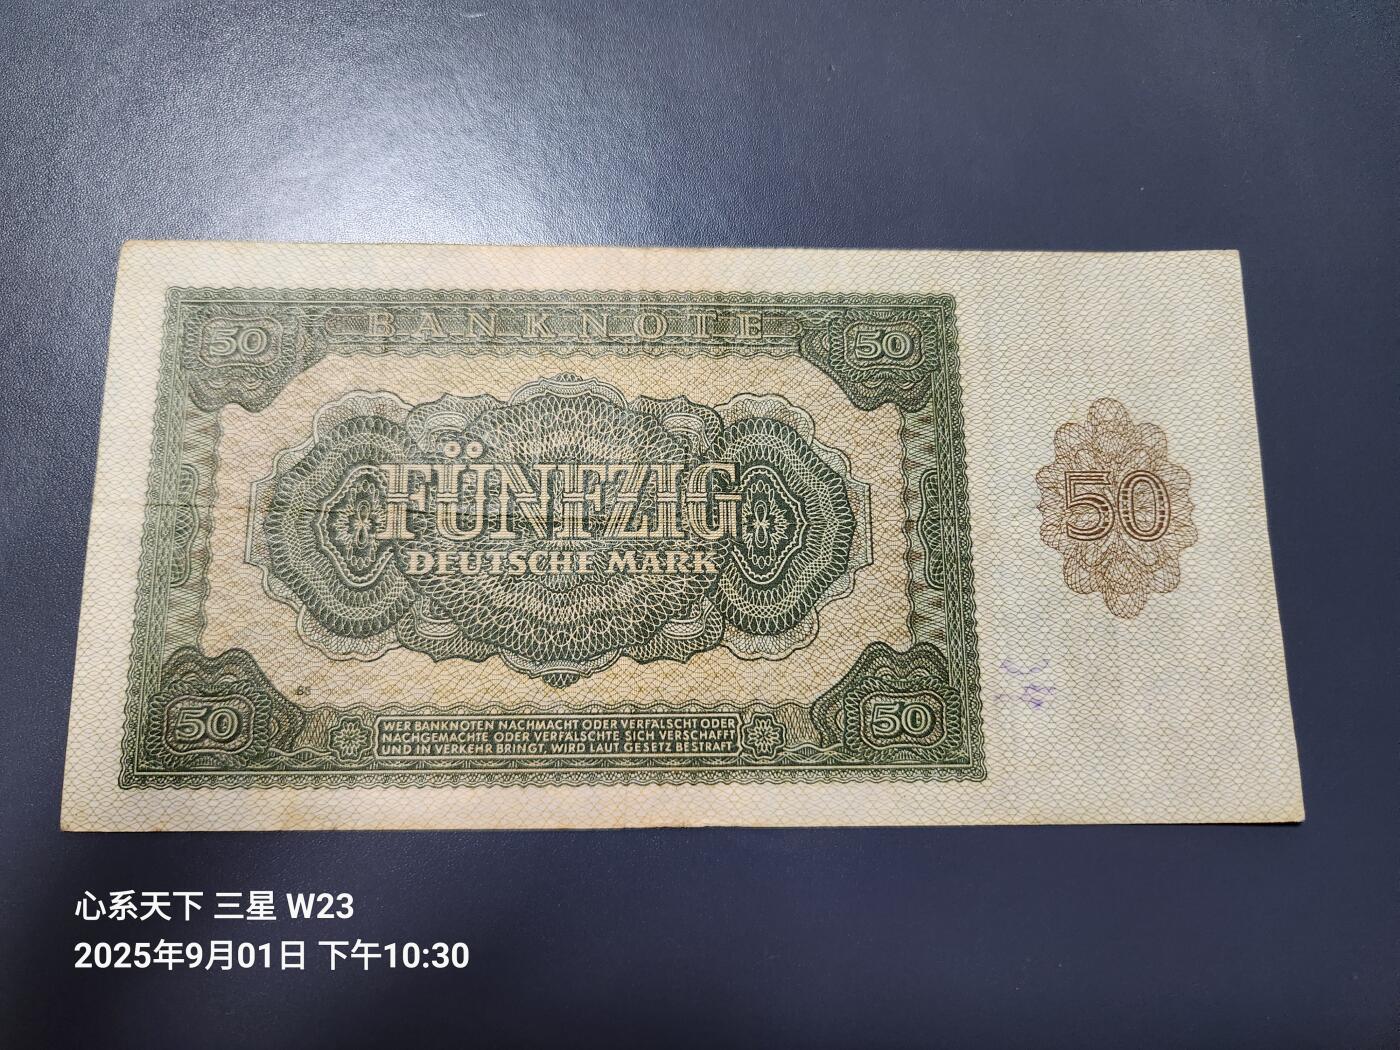 BANKNOTE
50
50
50
FÜNFZIG
DEUTSCHE MARK
50
50
WER BANKNOTEN NACHMACHT ODER VERFÄLSCHT ODER
NACHGEMACHTE ODER VERFÄLSCHTE SICH VERSCHAFFT
UND IN VERKEHR BRINGT, WIRD LAUT GESETZ BESTRAFT
心系天下 三星 W23
2025年9月01日 下午10:30